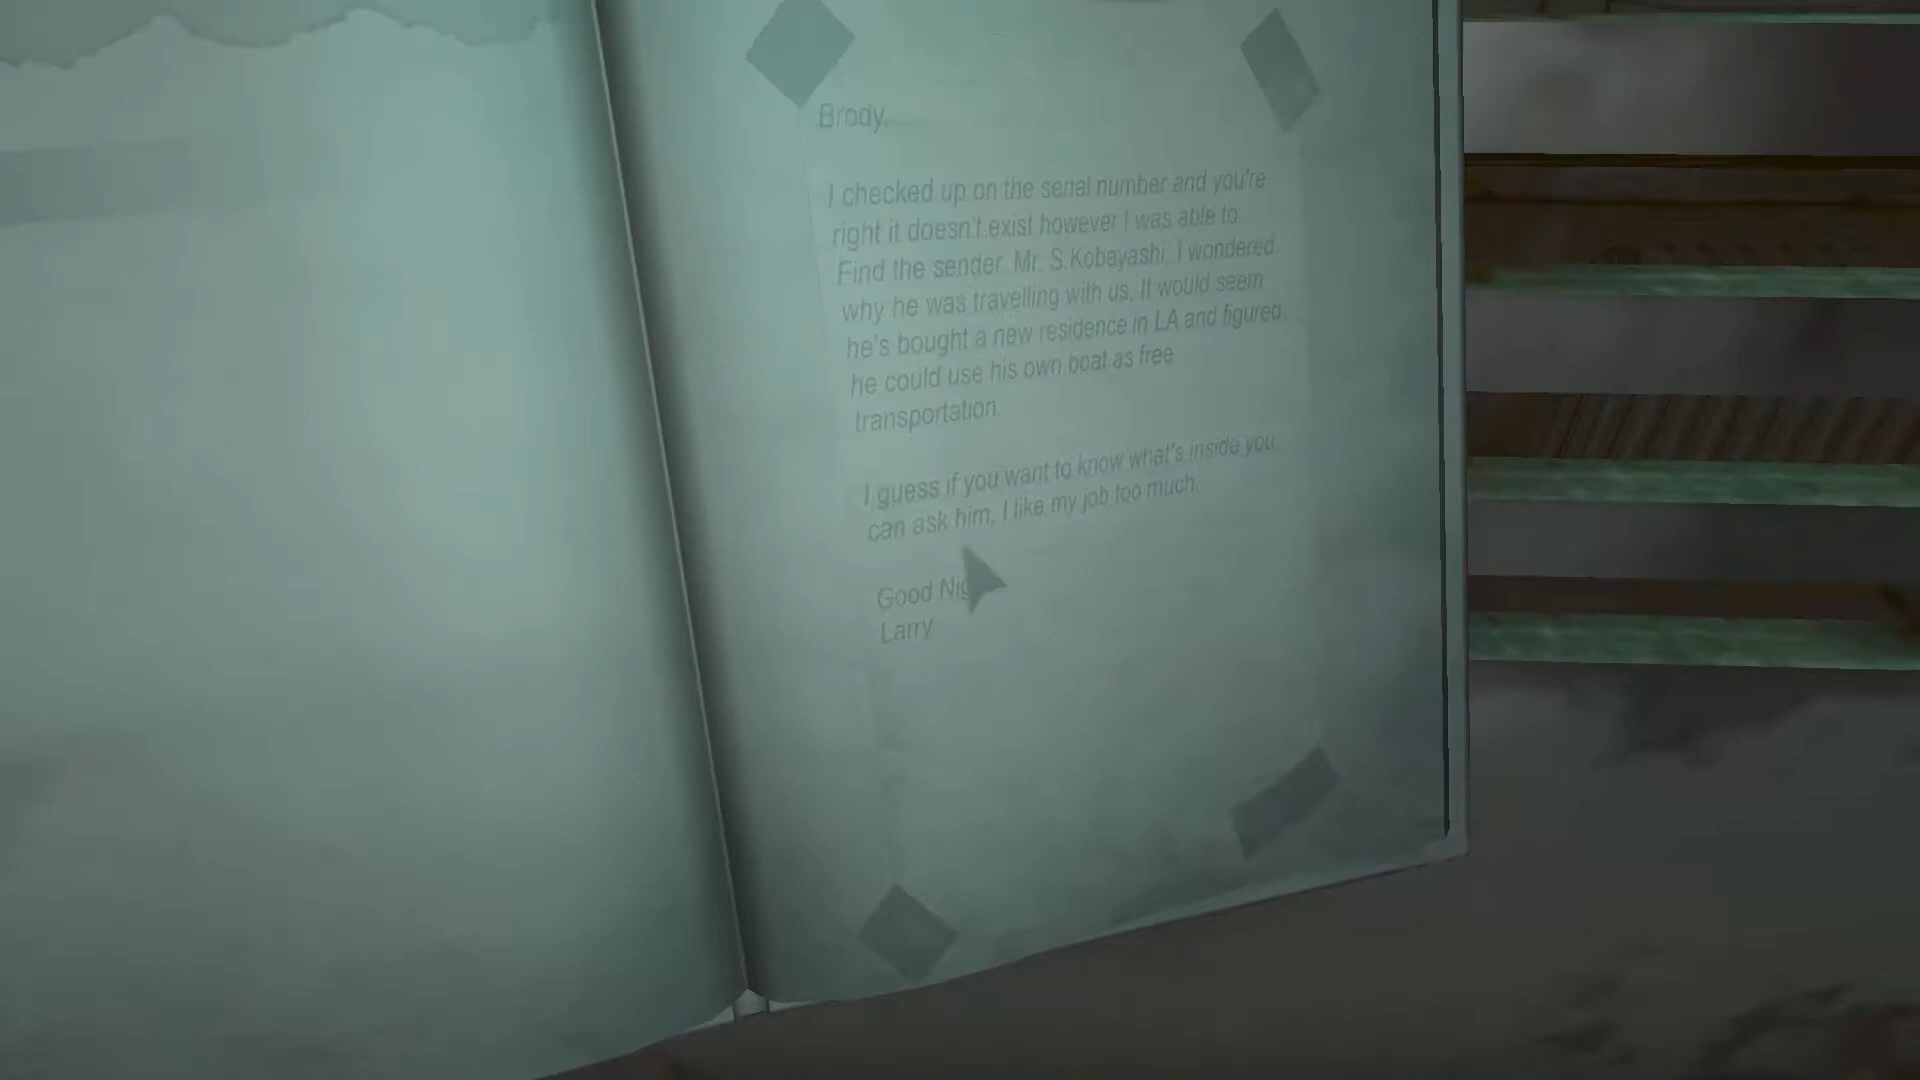 Brody,
I checked up on the serial number and you're
right it doesn't exist however I was able to
Find the sender. Mr. S.Kobayashi. I wondered
why he was travelling with us. It would seem
he's bought a new residence in LA and figured
he could use his own boat as free
transportation.
I guess if you want to know what's inside you
can ask him, I like my job too much.
Good
Larry